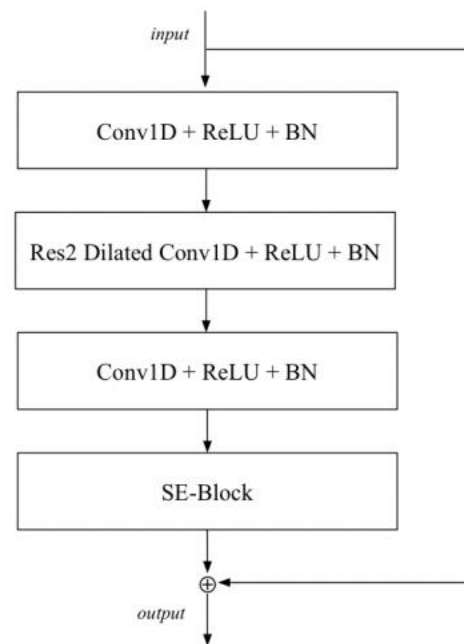 input
Conv1D + ReLU + BN
Res2 Dilated Conv1D + ReLU + BN
Conv1D + ReLU + BN
SE-Block
output